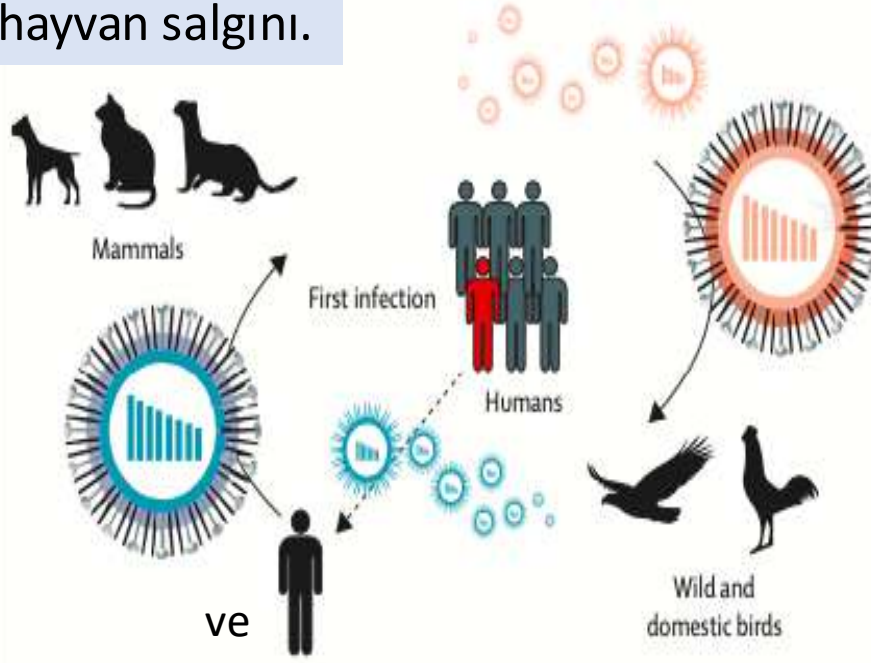 hayvan salgını.
Mammals
First infection
Humans
Wild and
domestic birds
ve